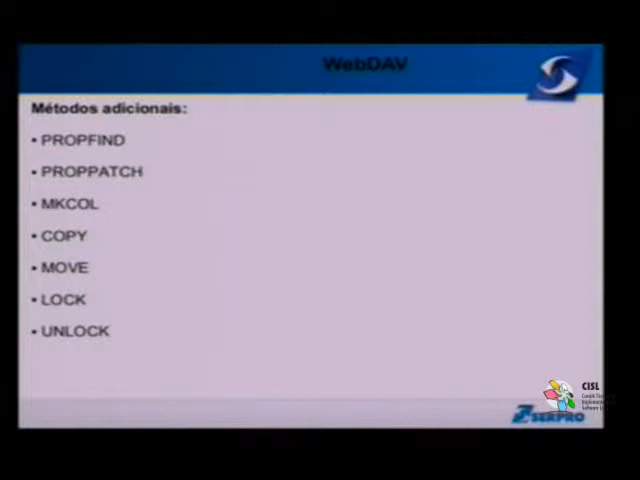 WebDAV
Métodos adicionais:
• PROPFIND
• PROPPATCH
• MKCOL
• COPY
• MOVE
• LOCK
• UNLOCK
CISL
SERPRO